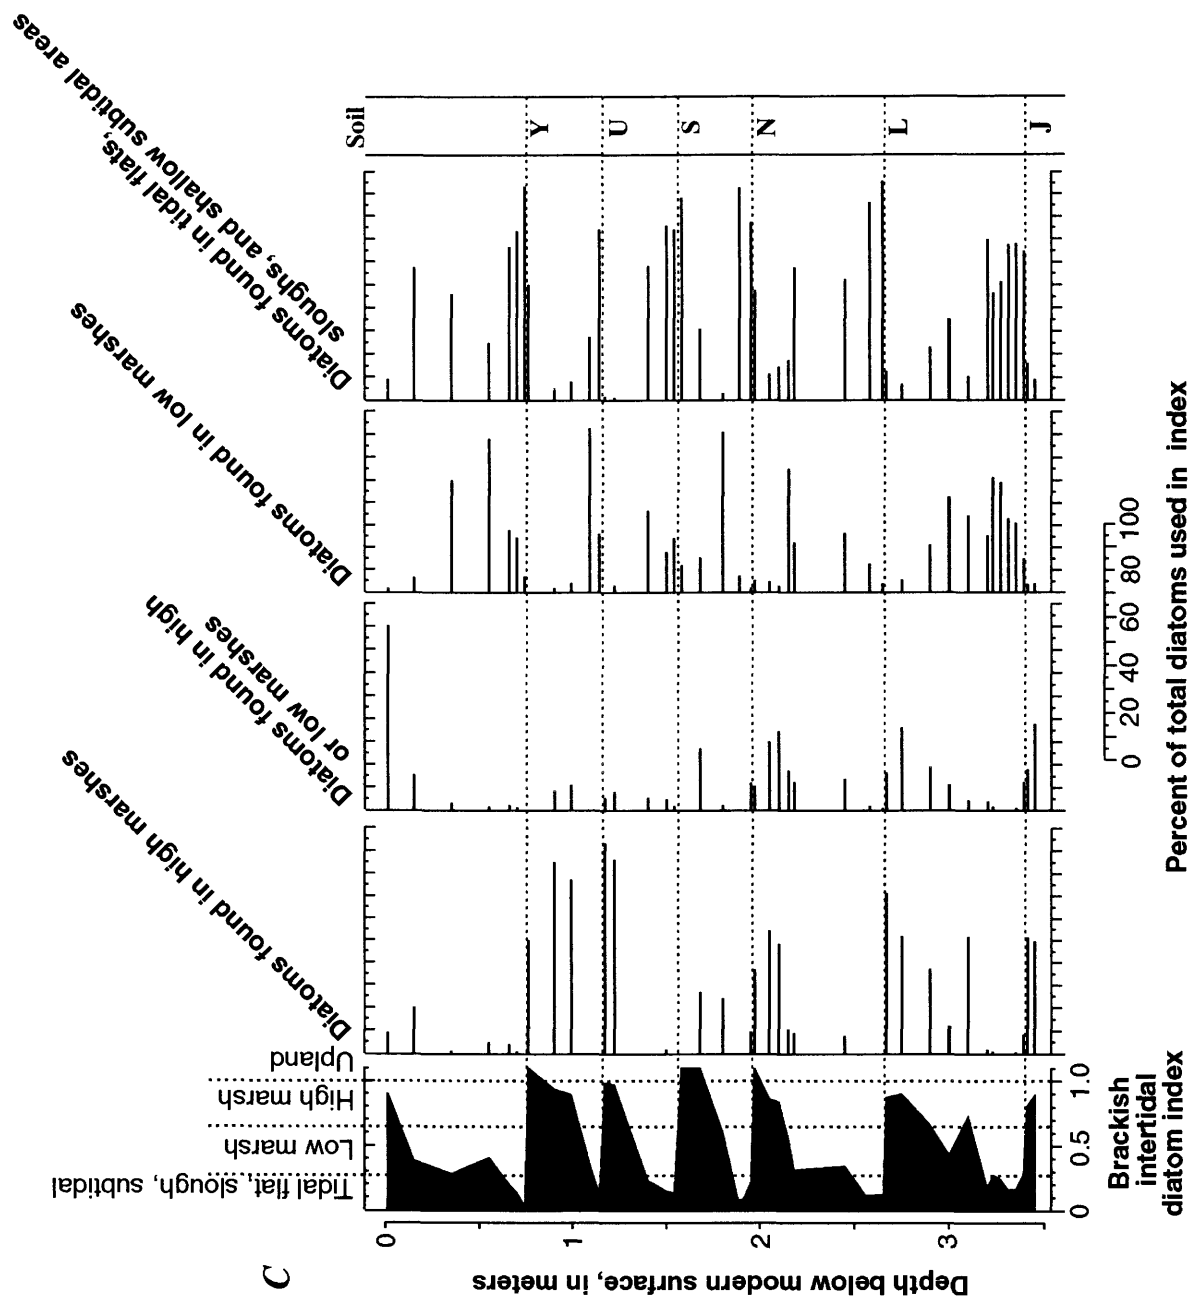 C
Depth below modern surface, in meters
0
1
2
3
Tidal flat, slough, subtidal
Low marsh
High marsh
Upland
0
0.5
1.0
Brackish
intertidal
diatom index
Diatoms found in high marshes
Diatoms found in high
or low marshes
Diatoms found in low marshes
Diatoms found in tidal flats,
sloughs, and shallow subtidal areas
Soil
Y
U
S
N
L
J
0 20 40 60 80 100
Percent of total diatoms used in index